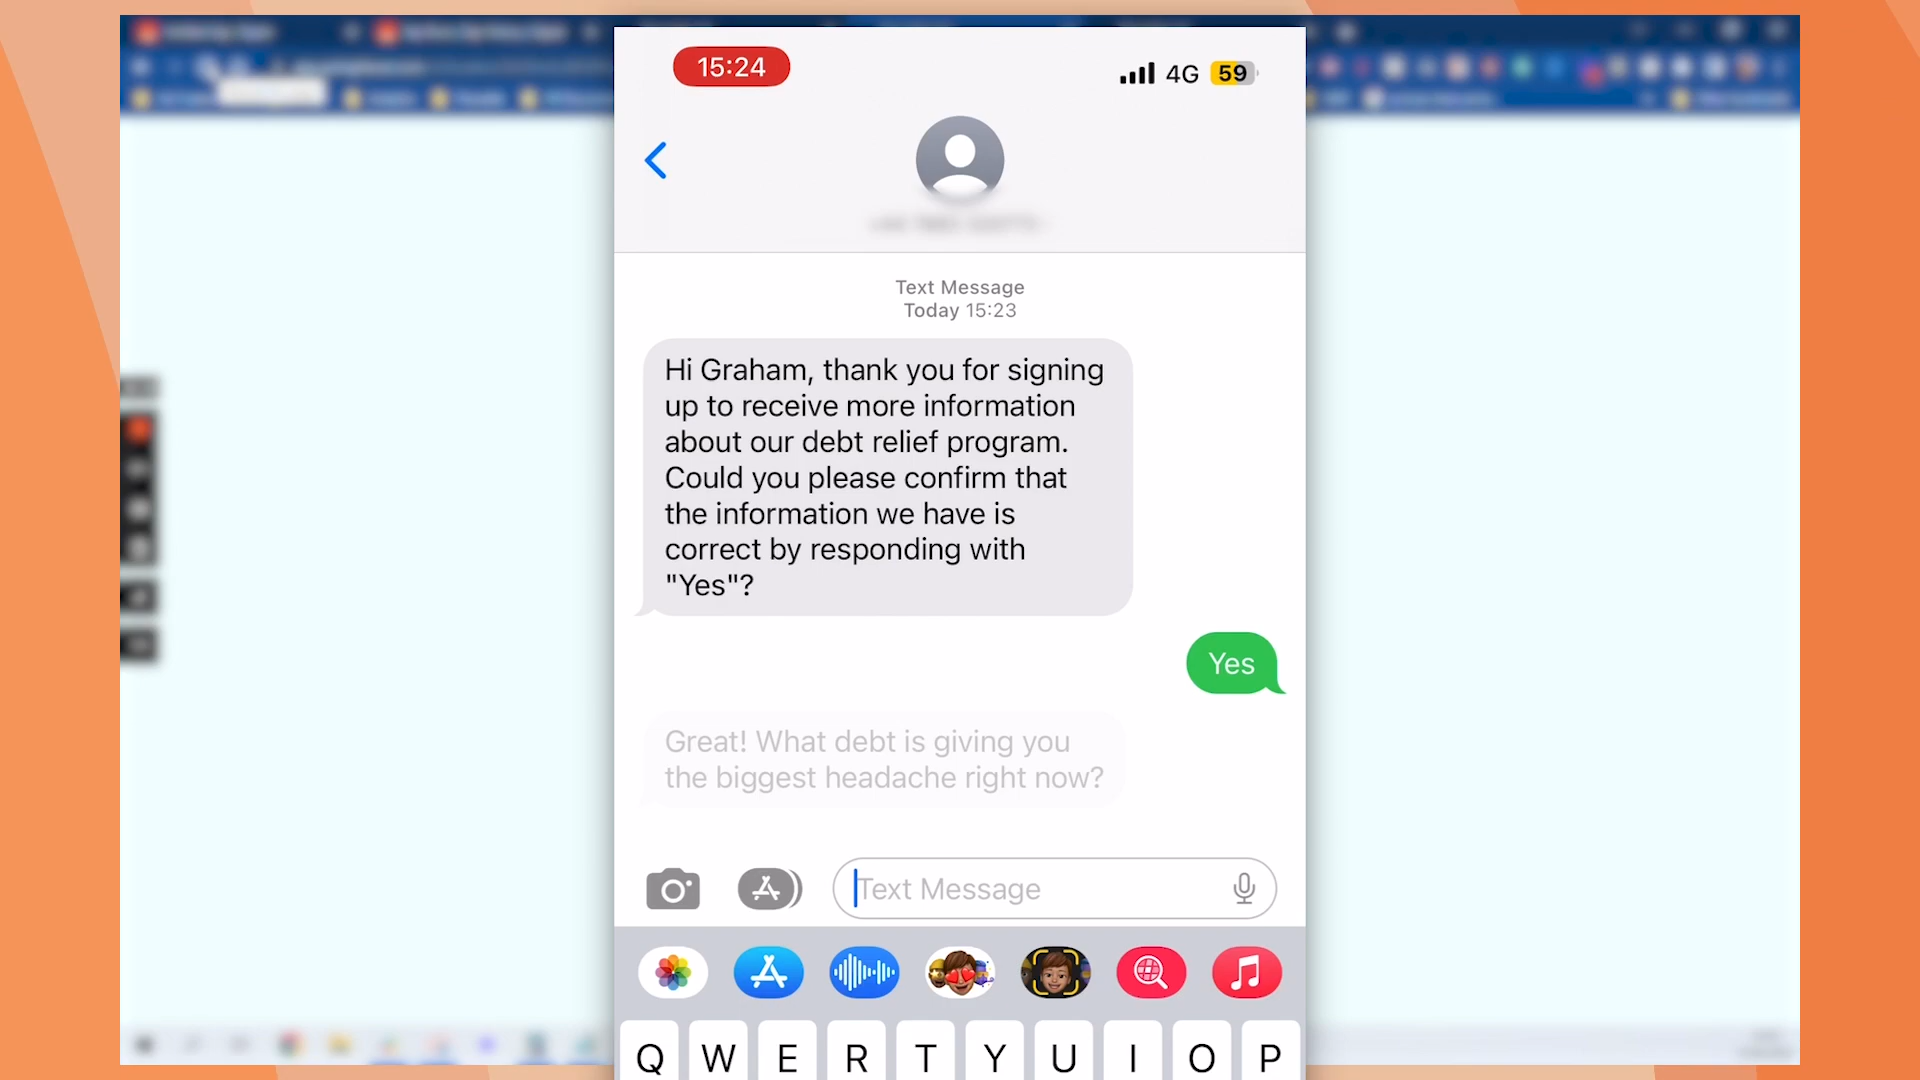 15:24
4G 59
Text Message
Today 15:23
Hi Graham, thank you for signing
up to receive more information
about our debt relief program.
Could you please confirm that
the information we have is
correct by responding with
"Yes"?
Yes
Great! What debt is giving you
the biggest headache right now?
Text Message
Q W E R T Y U I O P